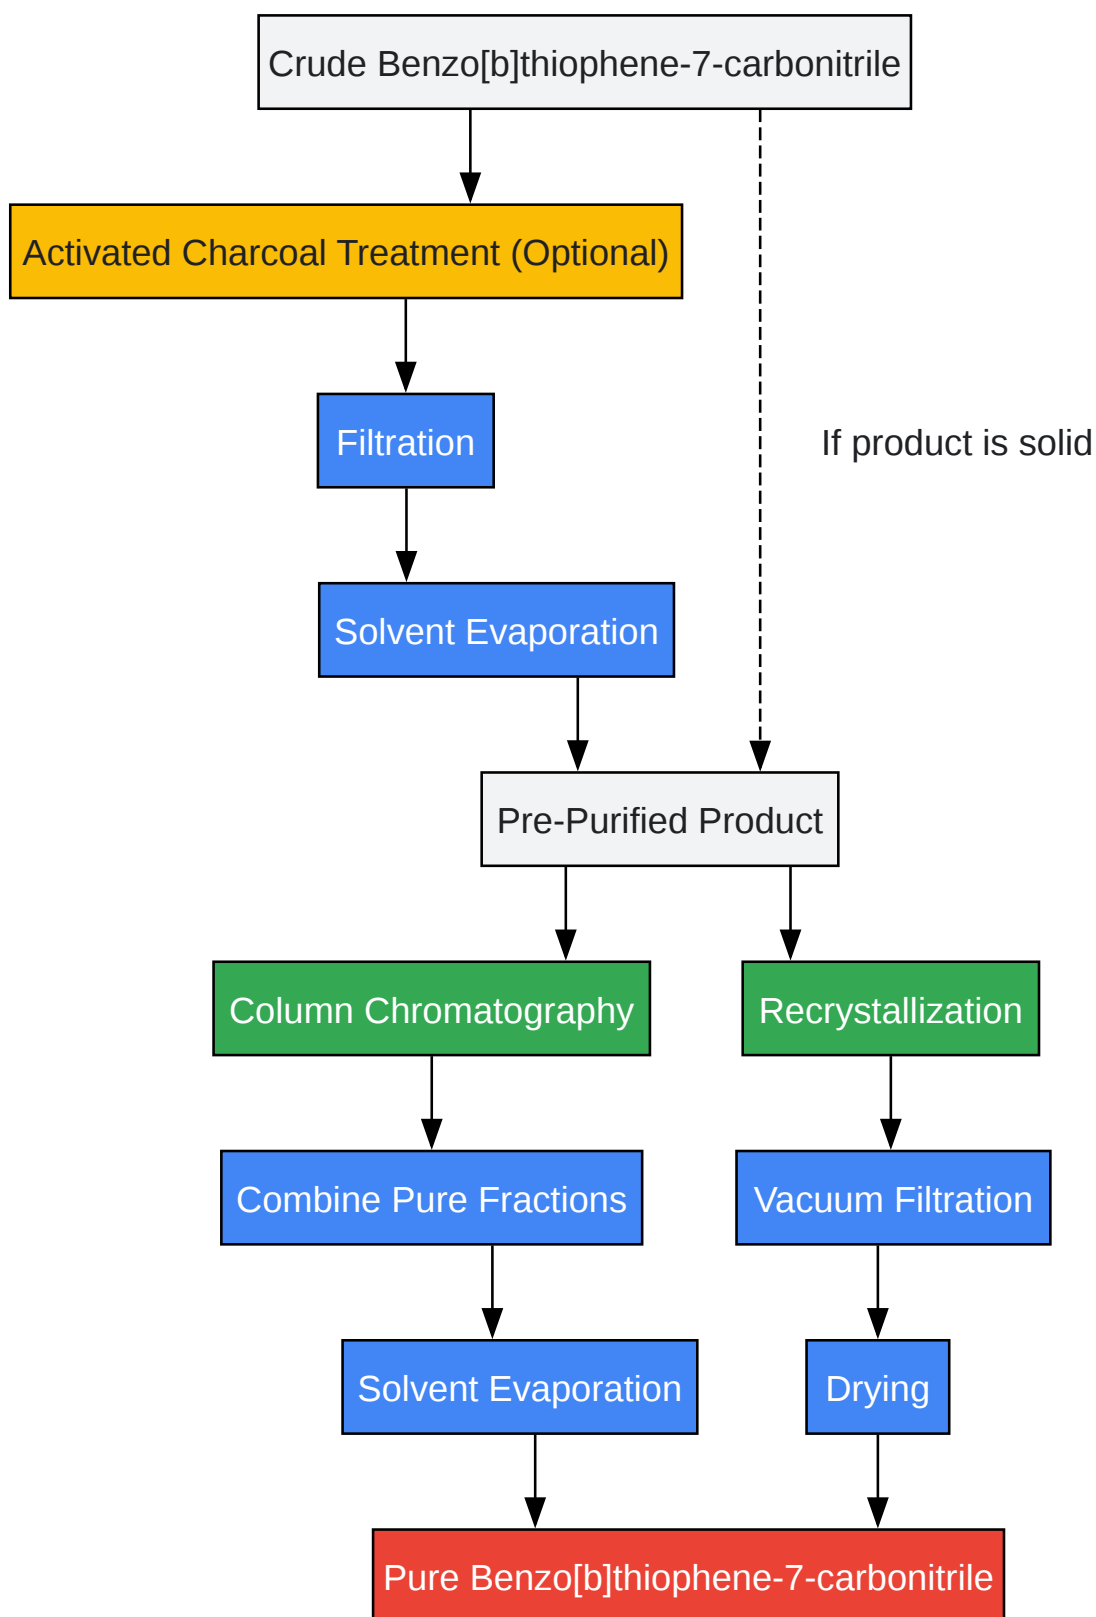 Crude Benzo[b]thiophene-7-carbonitrile
Activated Charcoal Treatment (Optional)
Filtration
If product is solid
Solvent Evaporation
Pre-Purified Product
Column Chromatography
Recrystallization
Combine Pure Fractions
Vacuum Filtration
Solvent Evaporation
Drying
Pure Benzo[b]thiophene-7-carbonitrile